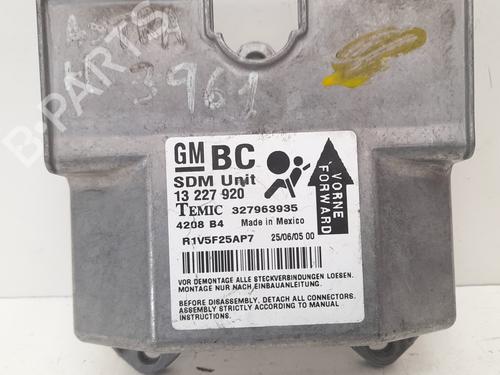 Astra
3961
B-PARTS
GM BC
SDM Unit
13 227 920
TEMIC 327963935
4208 B4 Made in Mexico
R1V5F25AP7 25/06/05 00
VORNE
FORWARD
VOR DEMONTAGE ALLE STECKVERBINDUNGEN LOESEN.
MONTAGE NUR NACH EINBAUANLEITUNG.
BEFORE DISASSEMBLY, DETACH ALL CONNECTORS.
ASSEMBLY STRICTLY ACCORDING TO MANUAL
INSTRUCTIONS.